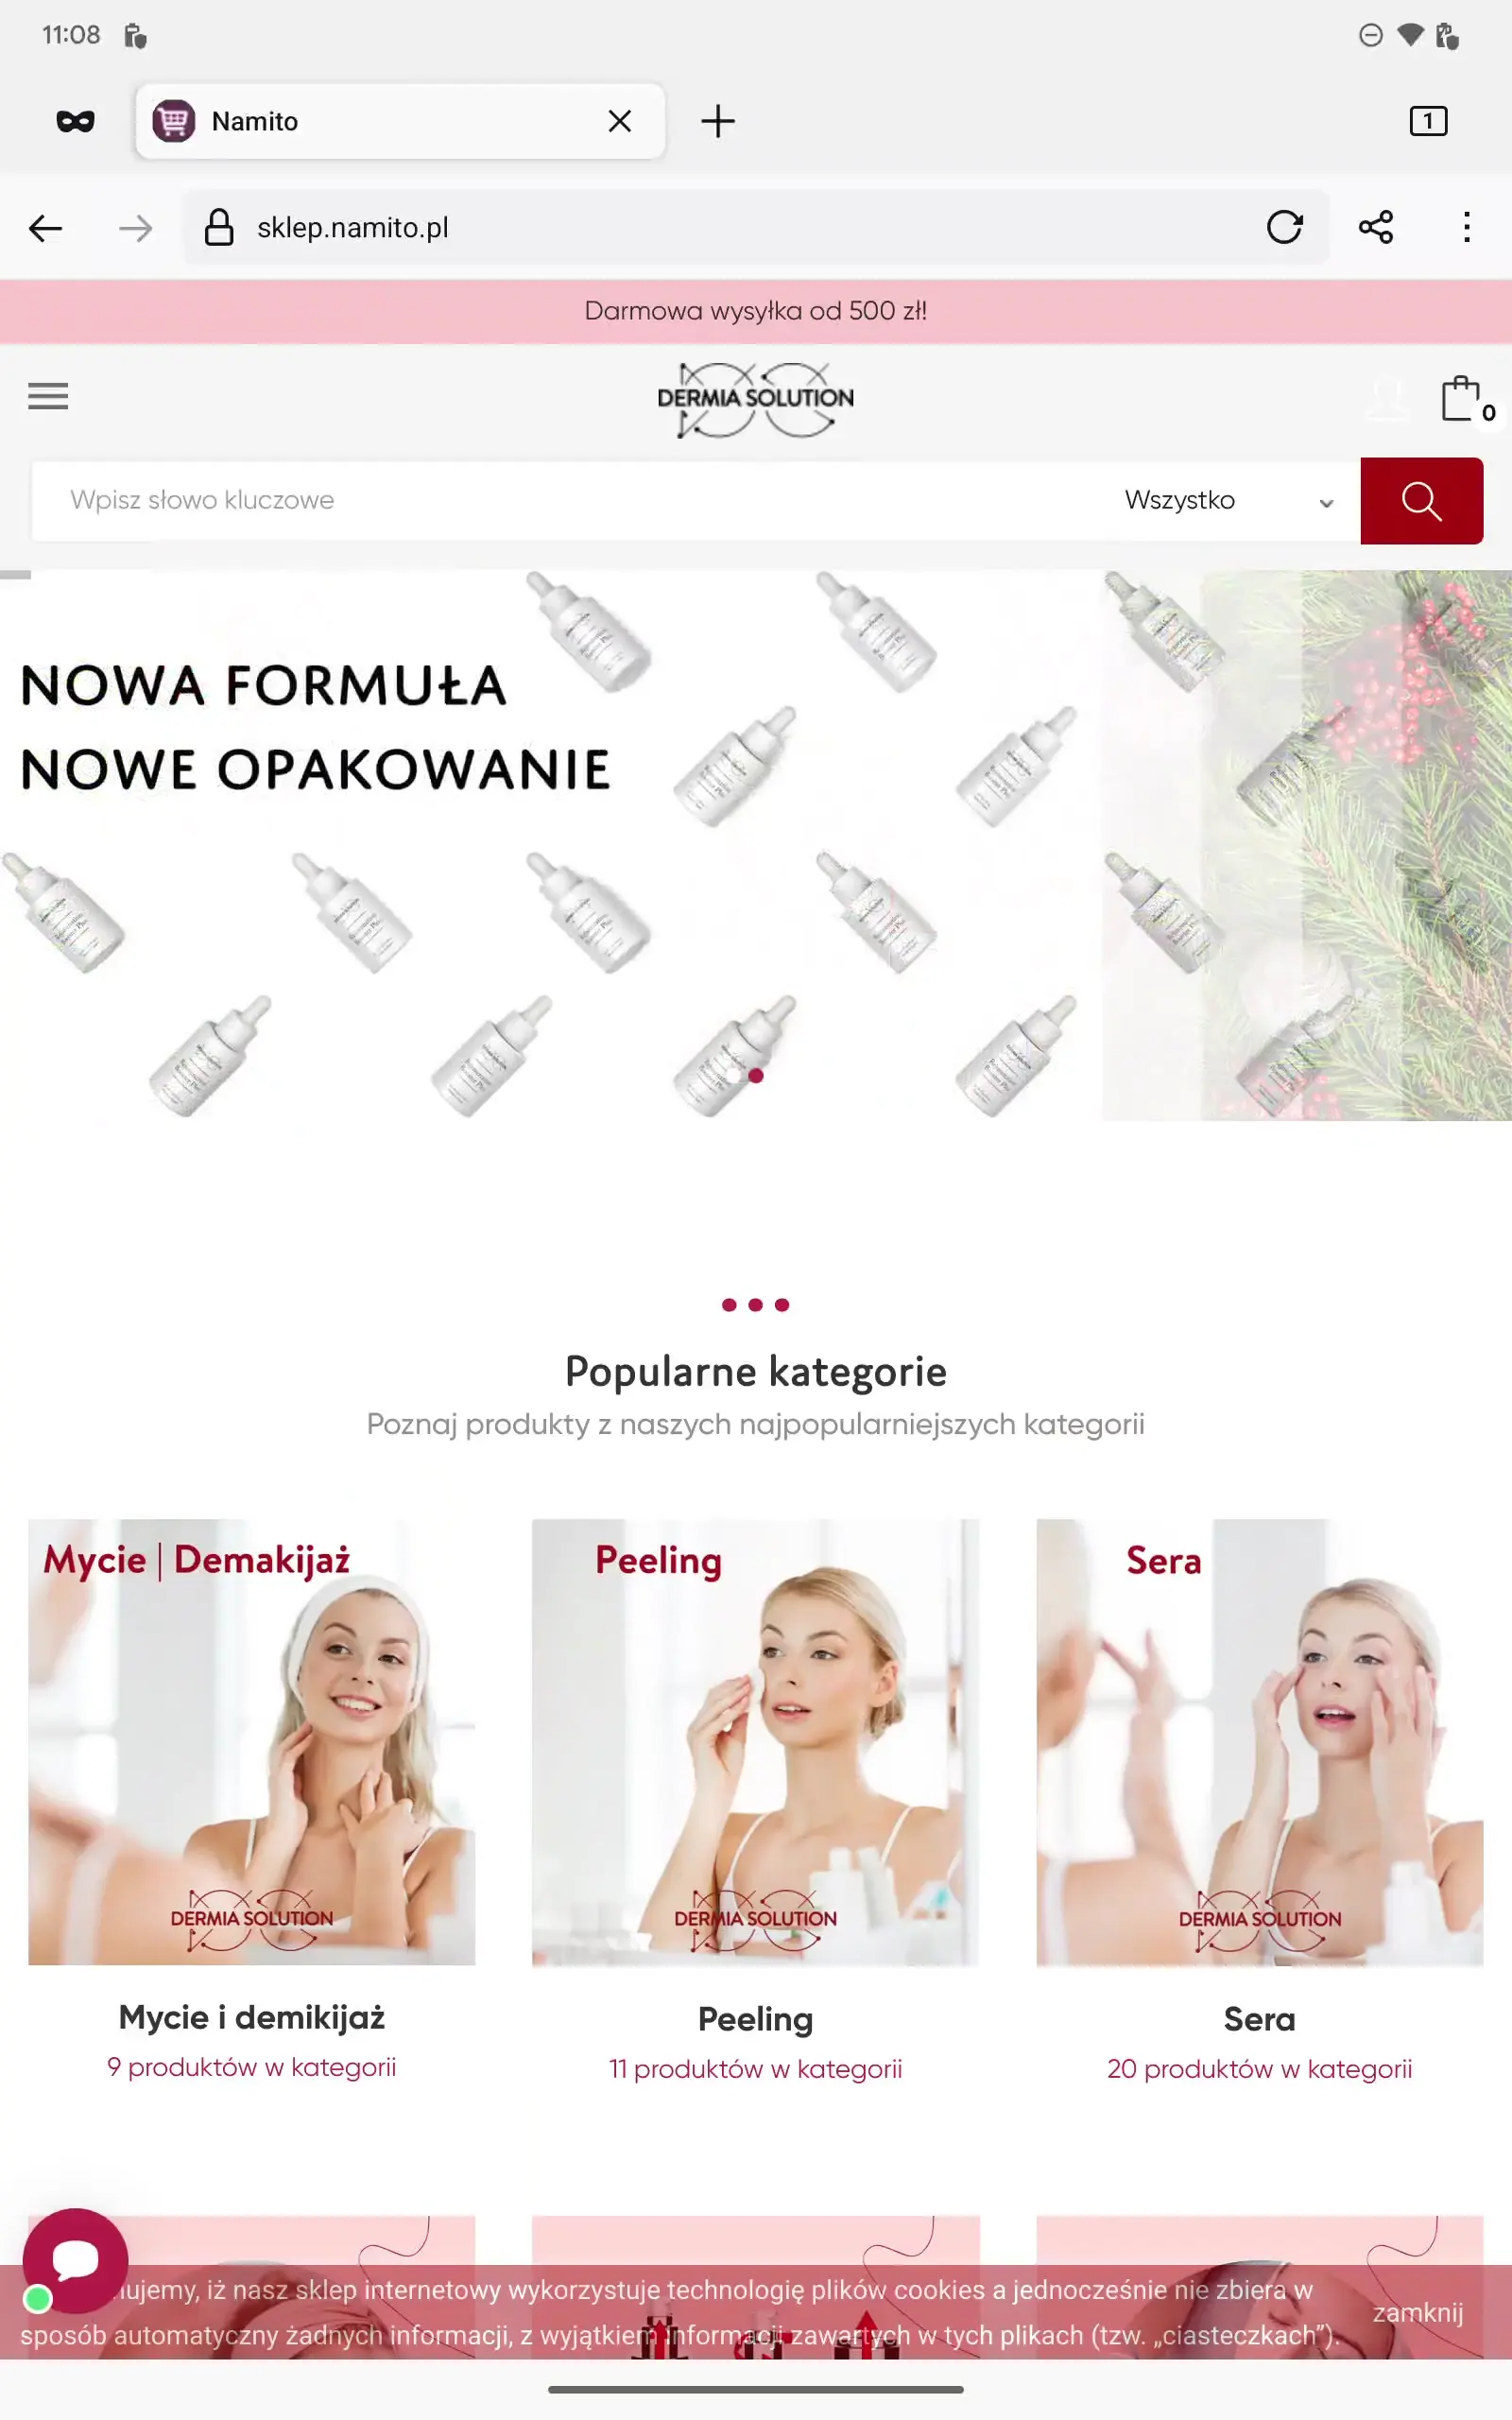 11:08
Namito
1
sklep.namito.pl
Darmowa wysyłka od 500 zł!
DERMIA SOLUTION
0
Wpisz słowo kluczowe
Wszystko
NOWA FORMUŁA
NOWE OPAKOWANIE
Popularne kategorie
Poznaj produkty z naszych najpopularniejszych kategorii
Mycie | Demakijaż
Peeling
Sera
DERMIA SOLUTION
DERMIA SOLUTION
DERMIA SOLUTION
Mycie i demikijaż
Peeling
Sera
9 produktów w kategorii
11 produktów w kategorii
20 produktów w kategorii
iż nasz sklep internetowy wykorzystuje technologię plików cookies a jednocześnie nie zbiera w
sposób automatyczny żadnych informacji, z wyjątkiem informacji zawartych w tych plikach (tzw. „ciasteczkach”).
zamknij